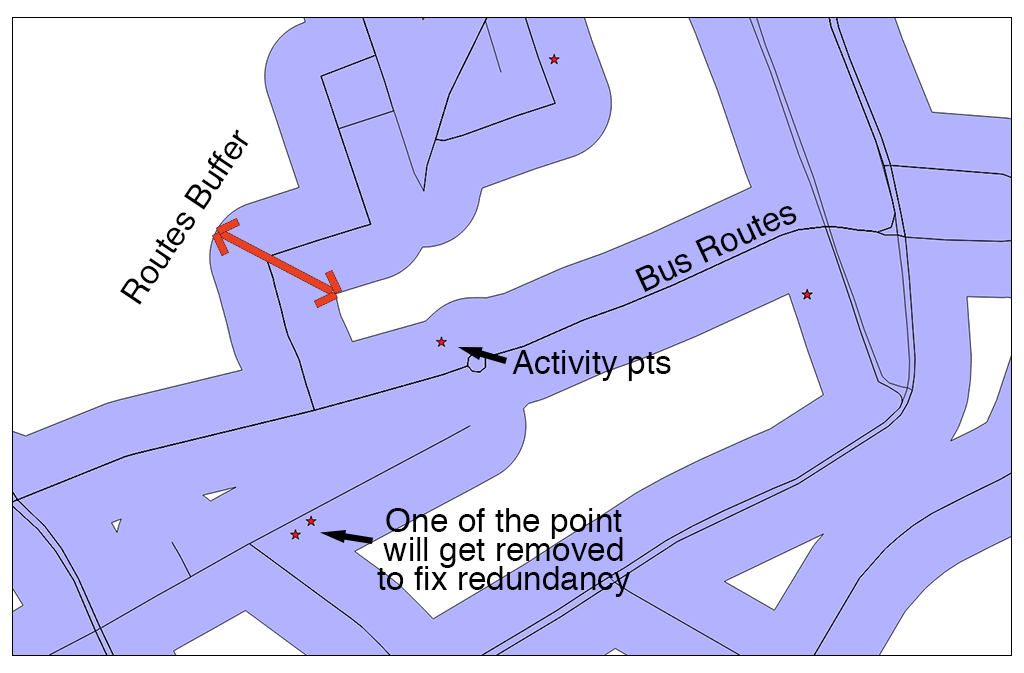 Routes Buffer
Bus Routes
Activity pts
One of the point
will get removed
to fix redundancy